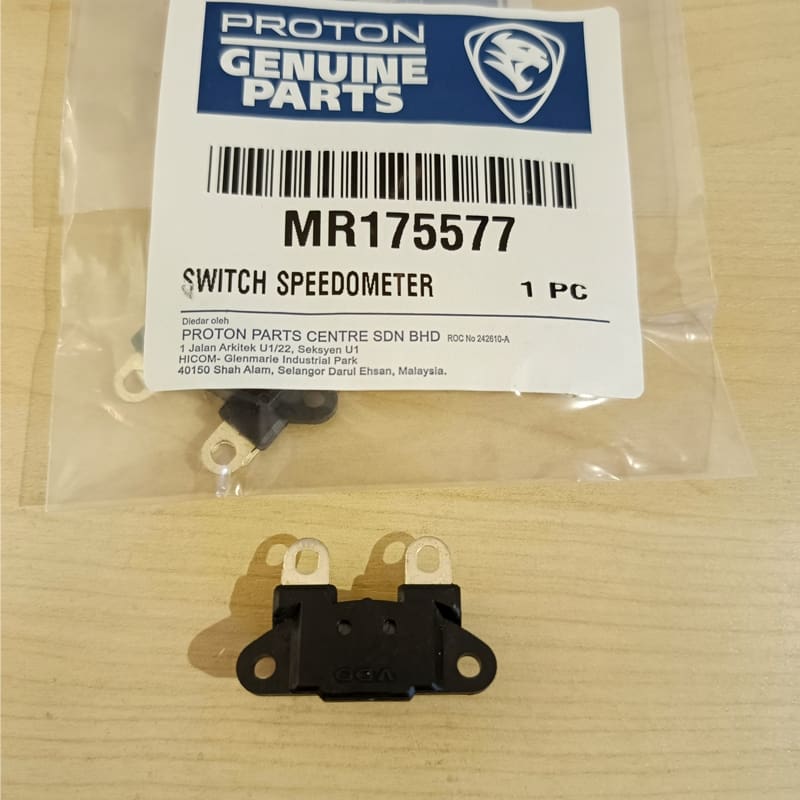 PROTON
GENUINE
PARTS
MR175577
SWITCH SPEEDOMETER 1 PC
Diedar oleh
PROTON PARTS CENTRE SDN BHD ROC No 242610-A
1 Jalan Arkitek U1/22, Seksyen U1
HICOM- Glenmarie Industrial Park
40150 Shah Alam, Selangor Darul Ehsan, Malaysia.
VDO